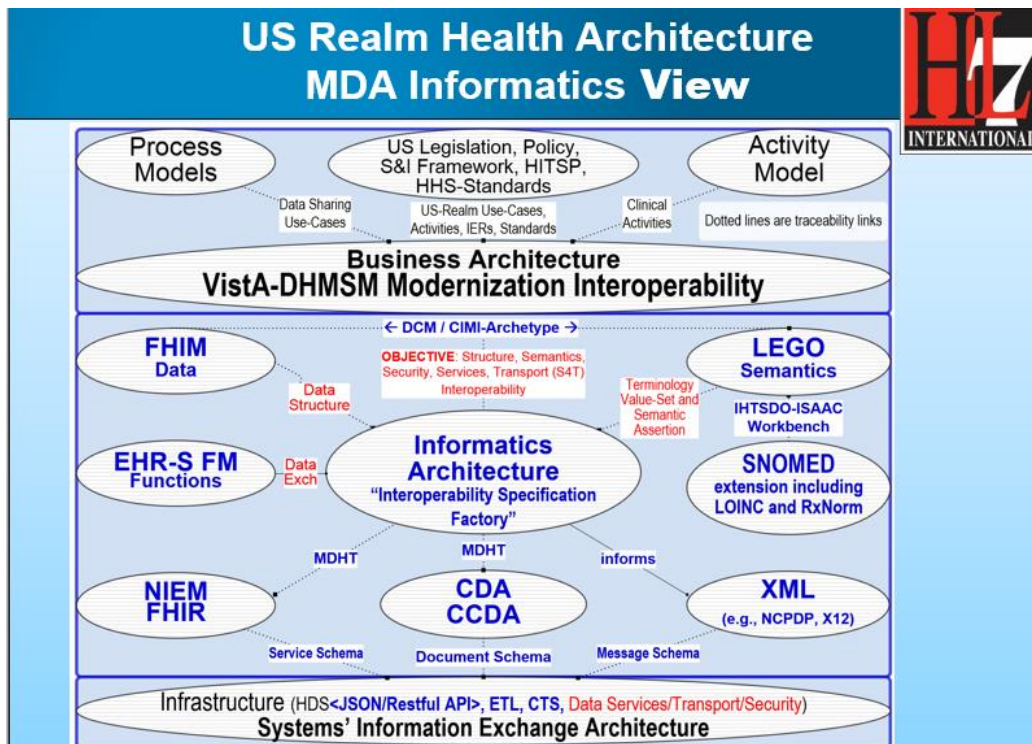 US Realm Health Architecture
MDA Informatics View
HL7
INTERNATIONAL
Process
Models
US Legislation, Policy,
S&I Framework, HITSP,
HHS-Standards
Activity
Model
Data Sharing
Use-Cases
US-Realm Use-Cases,
Activities, IERs, Standards
Clinical
Activities
Dotted lines are traceability links
Business Architecture
VistA-DHMSM Modernization Interoperability
← DCM / CIMI-Archetype →
FHIM
Data
OBJECTIVE: Structure, Semantics,
Security, Services, Transport (S4T)
Interoperability
LEGO
Semantics
Data
Structure
Terminology
Value-Set and
Semantic
Assertion
IHTSDO-ISAAC
Workbench
EHR-S FM
Functions
Data
Exch
Informatics
Architecture
“Interoperability Specification
Factory”
SNOMED
extension including
LOINC and RxNorm
MDHT
MDHT
informs
NIEM
FHIR
CDA
CCDA
XML
(e.g., NCPDP, X12)
Service Schema
Document Schema
Message Schema
Infrastructure (HDS<JSON/Restful API>, ETL, CTS, Data Services/Transport/Security)
Systems’ Information Exchange Architecture